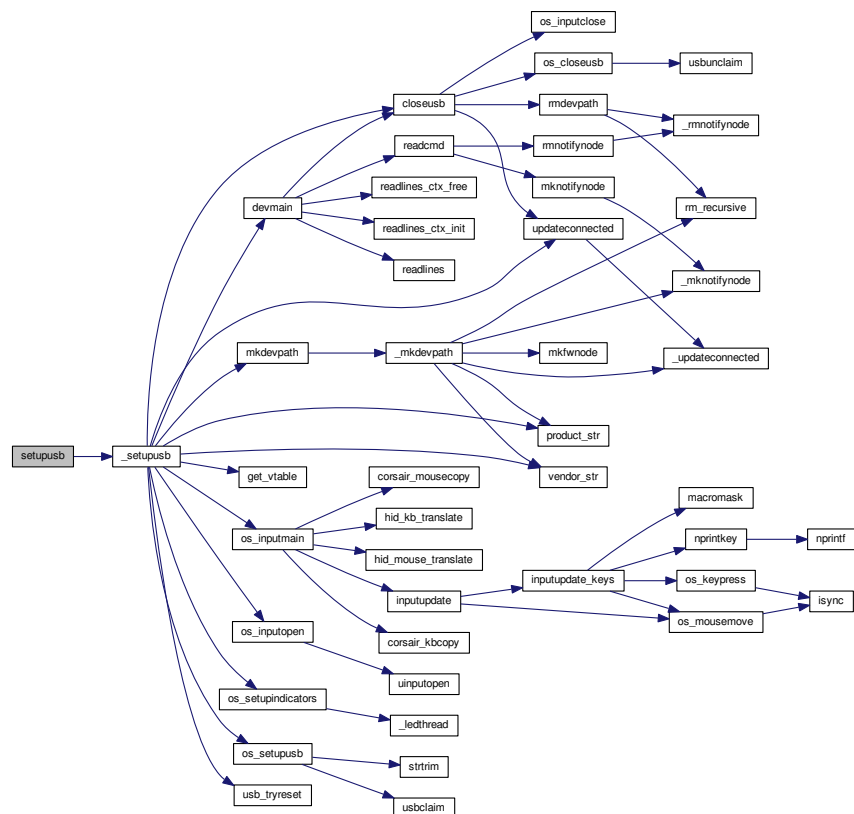 os_inputclose
os_closeusb
usbunclaim
closeusb
rmdevpath
_rmnotifynode
readcmd
rmnotifynode
readlines_ctx_free
mknotifynode
devmain
rm_recursive
readlines_ctx_init
updateconnected
readlines
_mknotifynode
mkdevpath
_mkdevpath
mkfwnode
_updateconnected
product_str
setupusb
_setupusb
get_vtable
corsair_mousecopy
vendor_str
macromask
hid_kb_translate
os_inputmain
nprintkey
nprintf
hid_mouse_translate
inputupdate_keys
os_keypress
inputupdate
isync
os_mousemove
os_inputopen
corsair_kbcopy
uinputopen
os_setupindicators
_ledthread
os_setupusb
strtrim
usb_tryreset
usbclaim